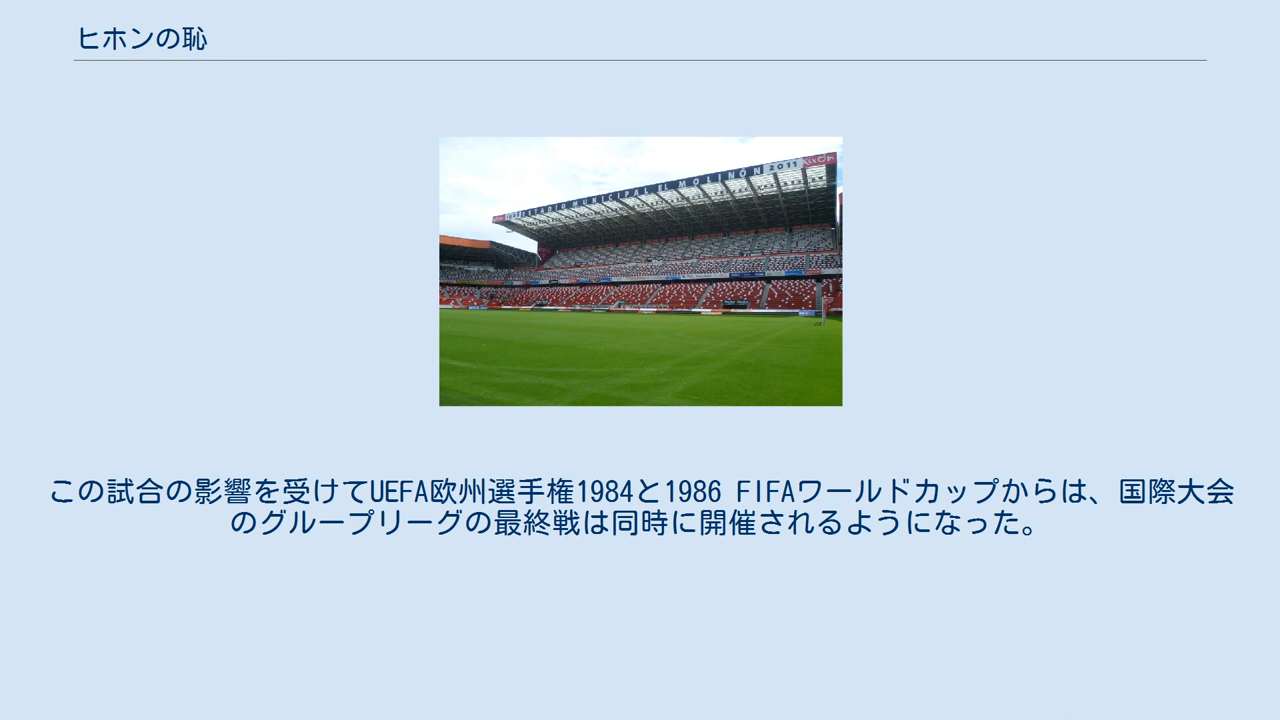 ヒホンの恥
ESTADIO MUNICIPAL EL MOLINON 2011
この試合の影響を受けてUEFA欧州選手権1984と1986 FIFAワールドカップからは、国際大会
のグループリーグの最終戦は同時に開催されるようになった。